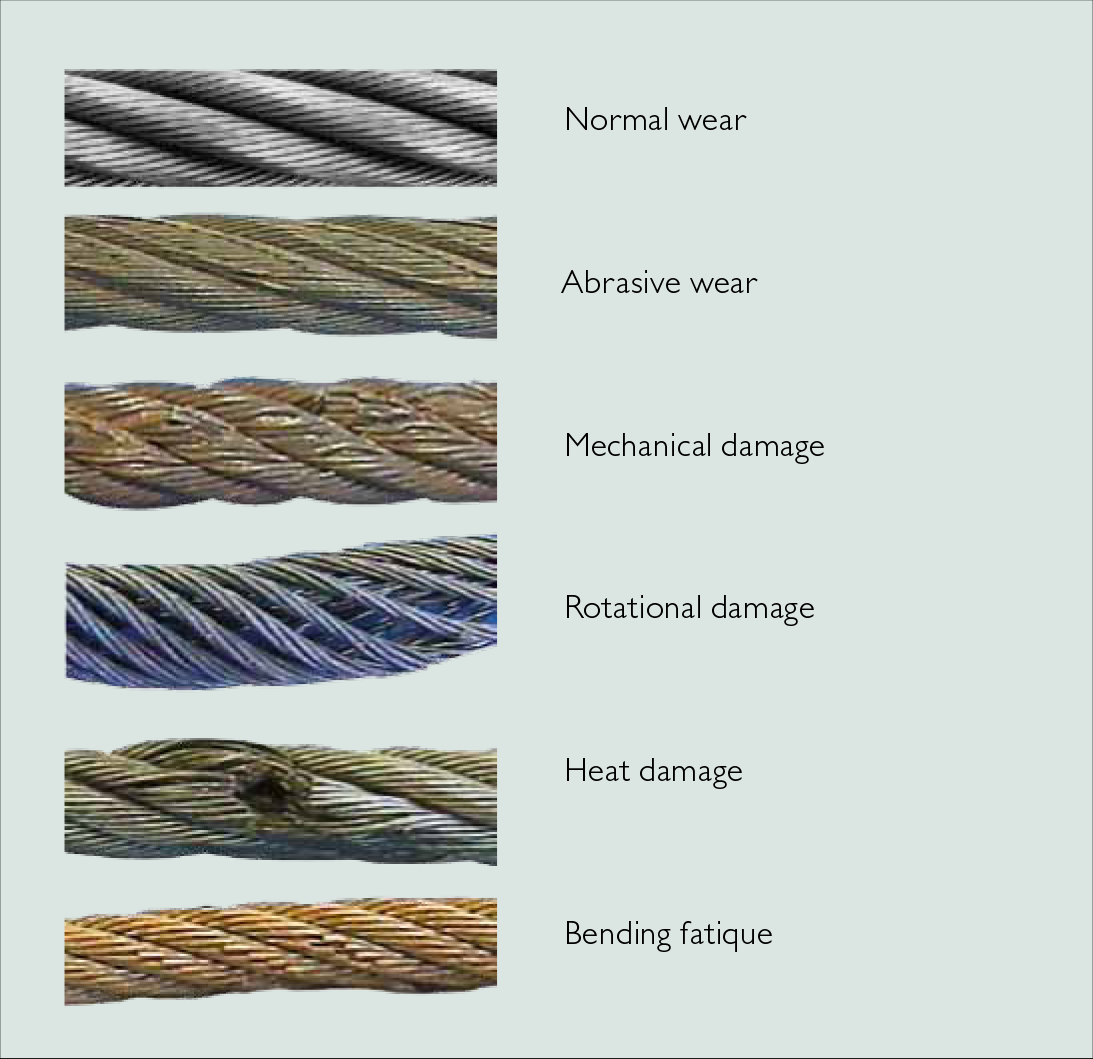 Normal wear
Abrasive wear
Mechanical damage
Rotational damage
Heat damage
Bending fatique